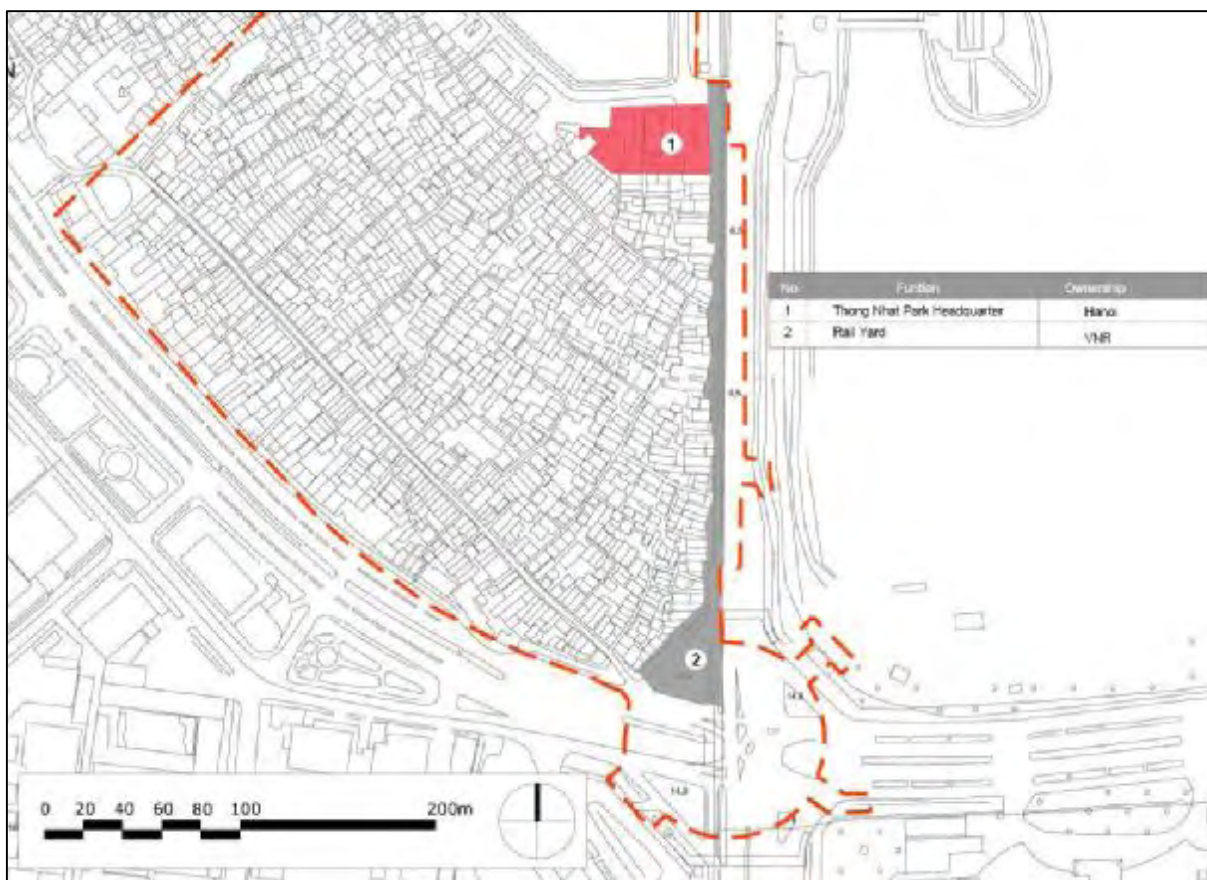 1
No Funtion Ownership
1 Thong Nhat Park Headquarter Hanoi
2 Rail Yard VNR
2
0 20 40 60 80 100 200m